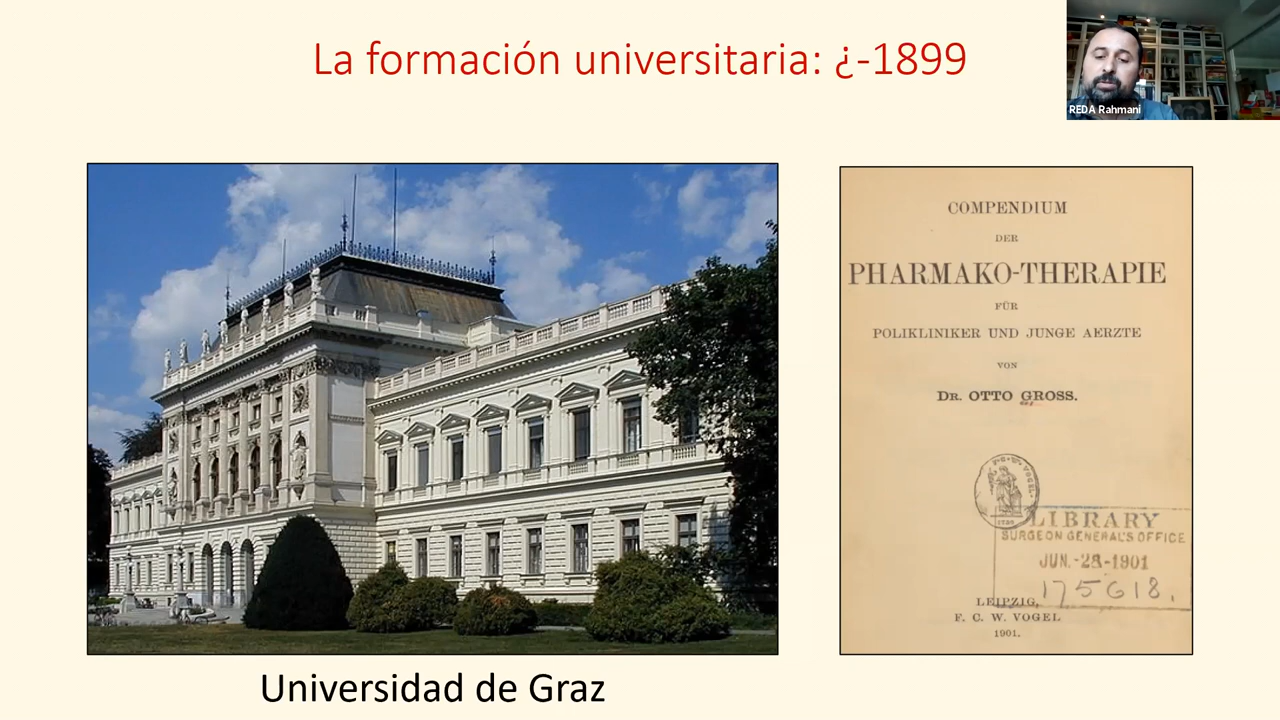 La formación universitaria: ¿-1899
REDA Rahmani
COMPENDIUM
DER
PHARMAKO-THERAPIE
FÜR
POLIKLINIKER UND JUNGE AERZTE
VON
DR. OTTO GROSS.
1730
LIBRARY
SURGEON GENERAL'S OFFICE
JUN.-28-1901
175618.
LEIPZIG,
F. C. W. VOGEL
1901.
Universidad de Graz